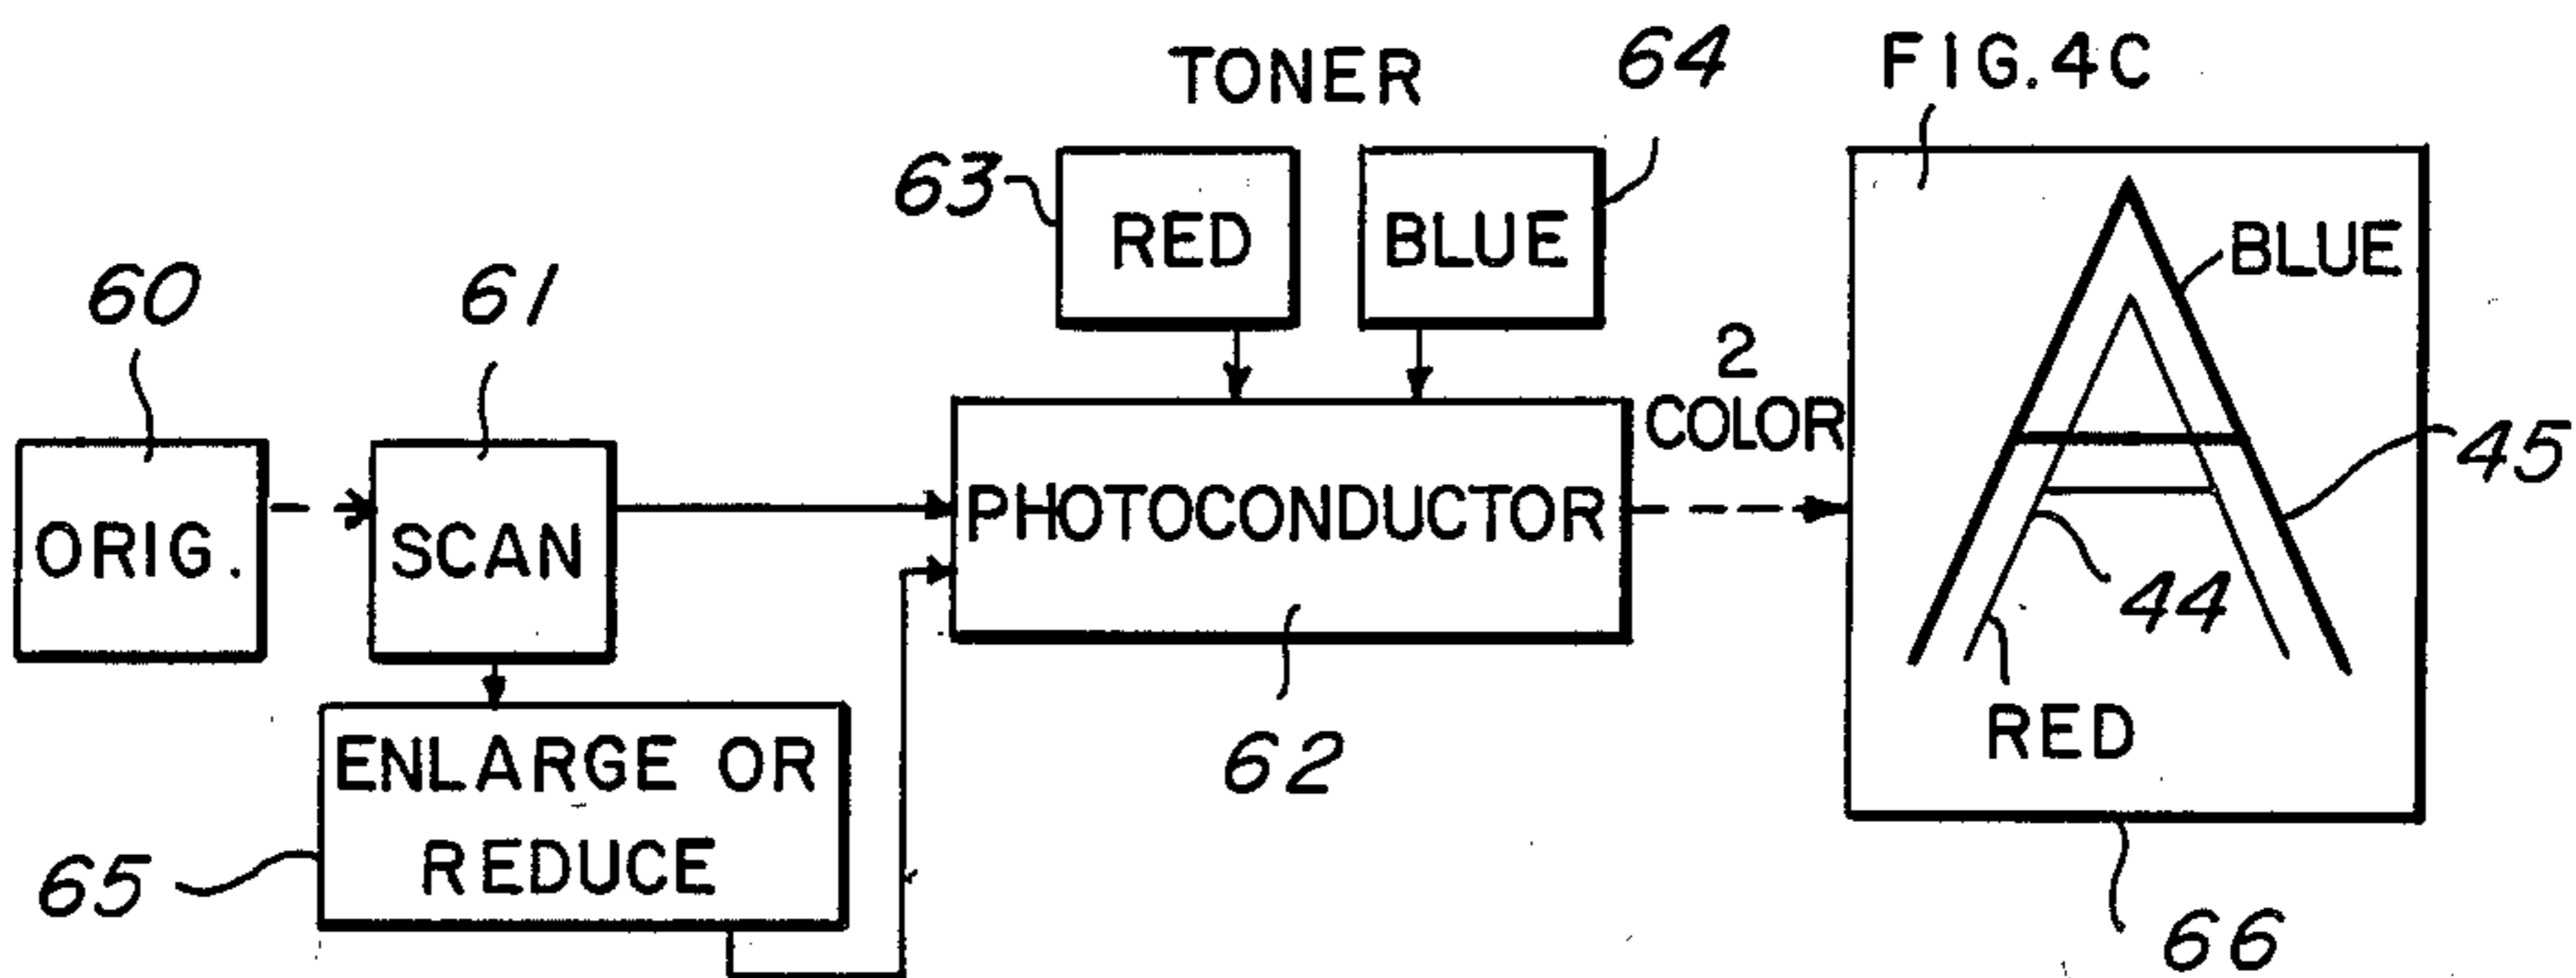 TONER
64
FIG.4C
63
RED
BLUE
60
61
2
COLOR
BLUE
ORIG.
SCAN
PHOTOCONDUCTOR
45
44
RED
ENLARGE OR
REDUCE
62
65
66